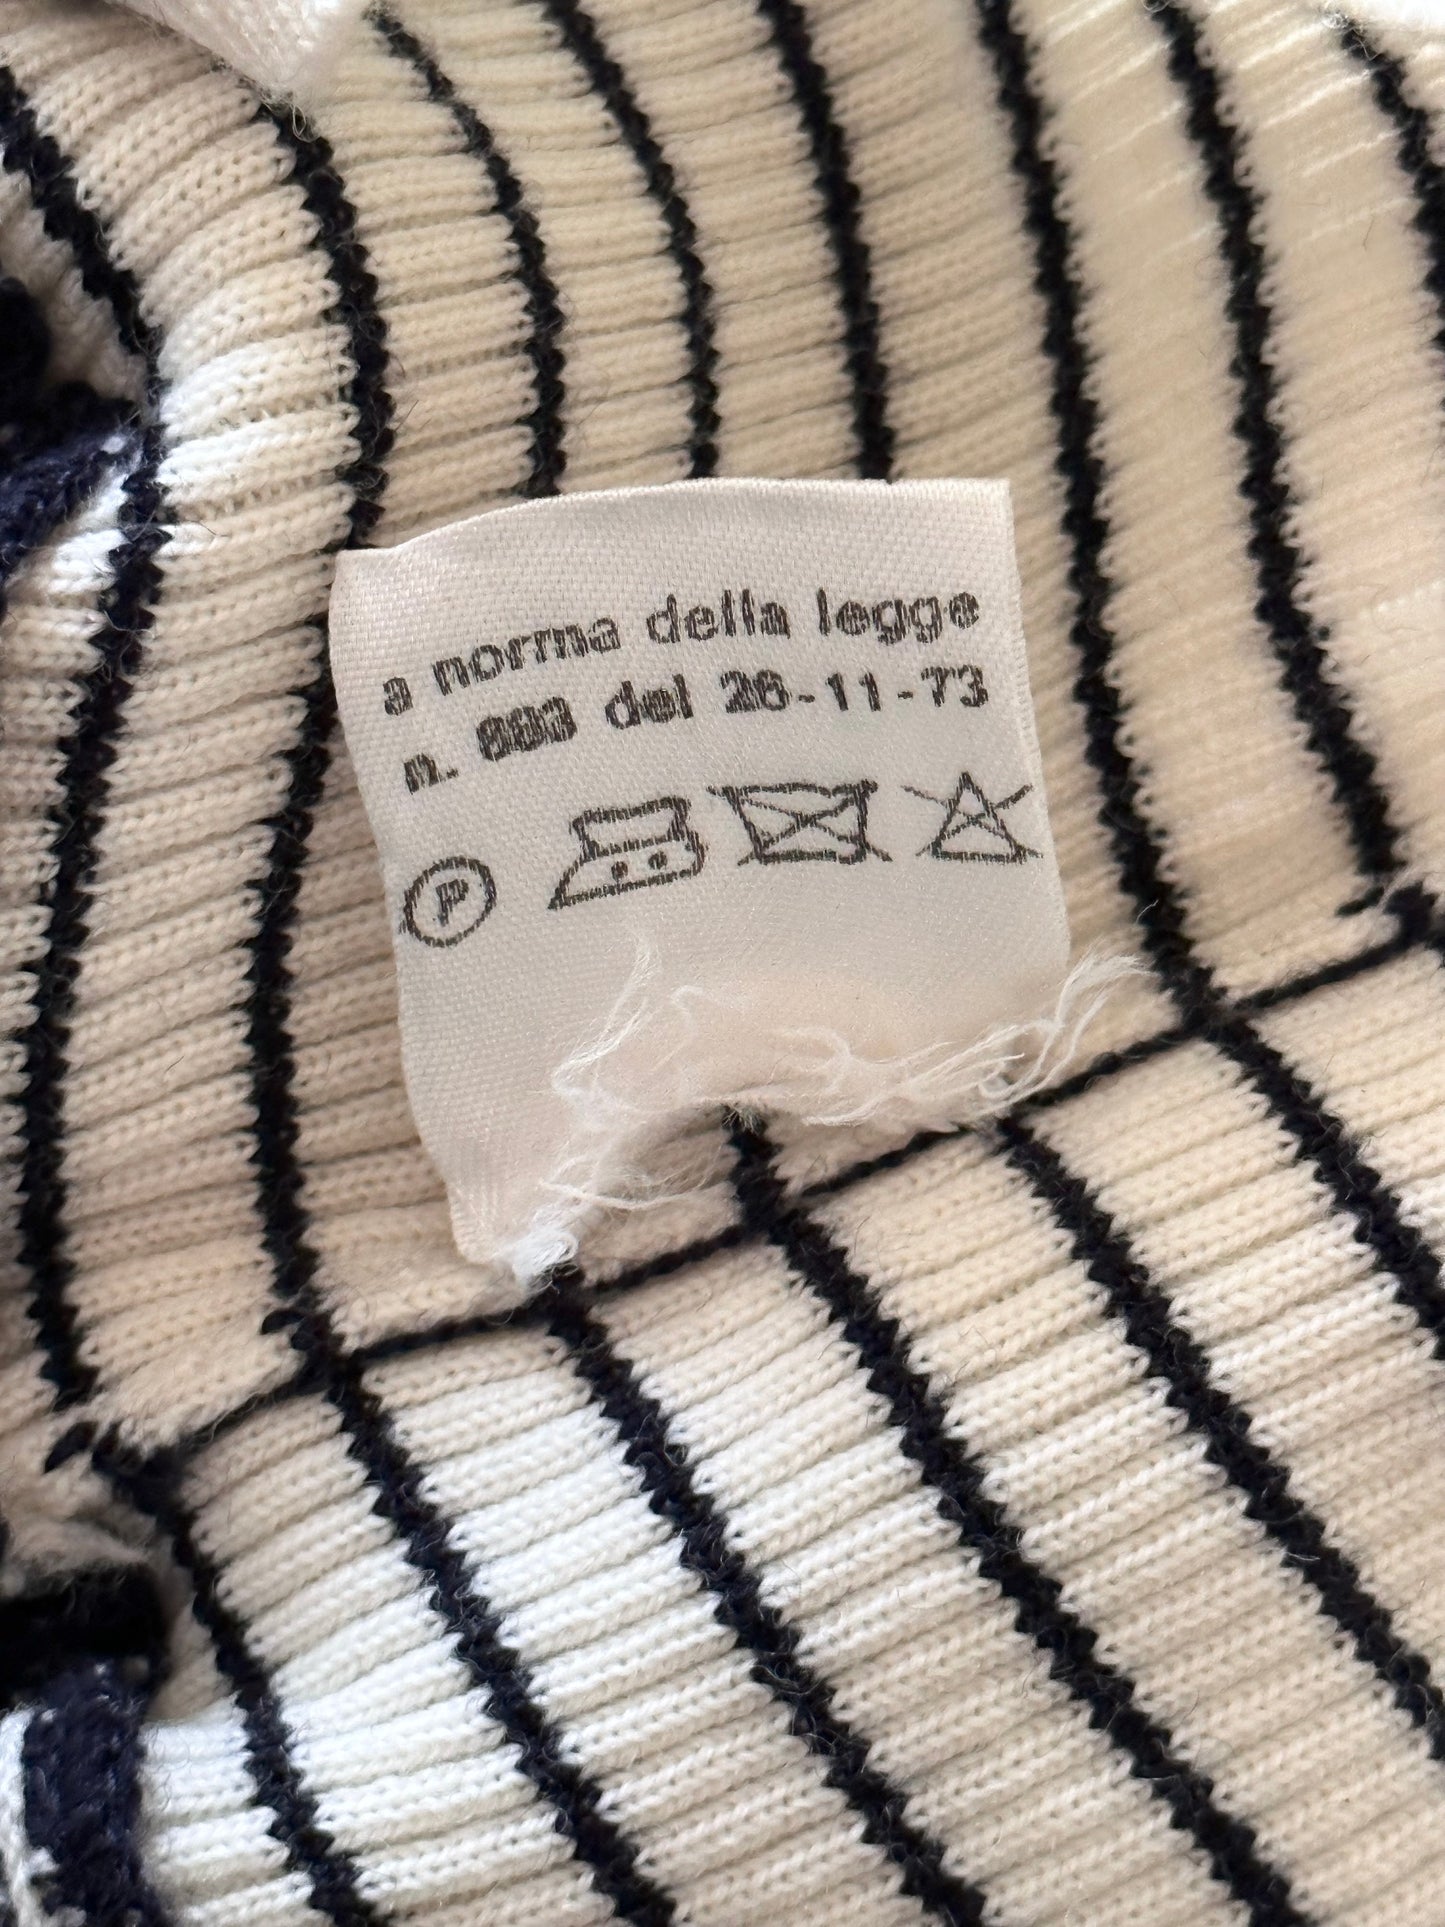 a norma della legge
n. 883 del 26-11-73
P